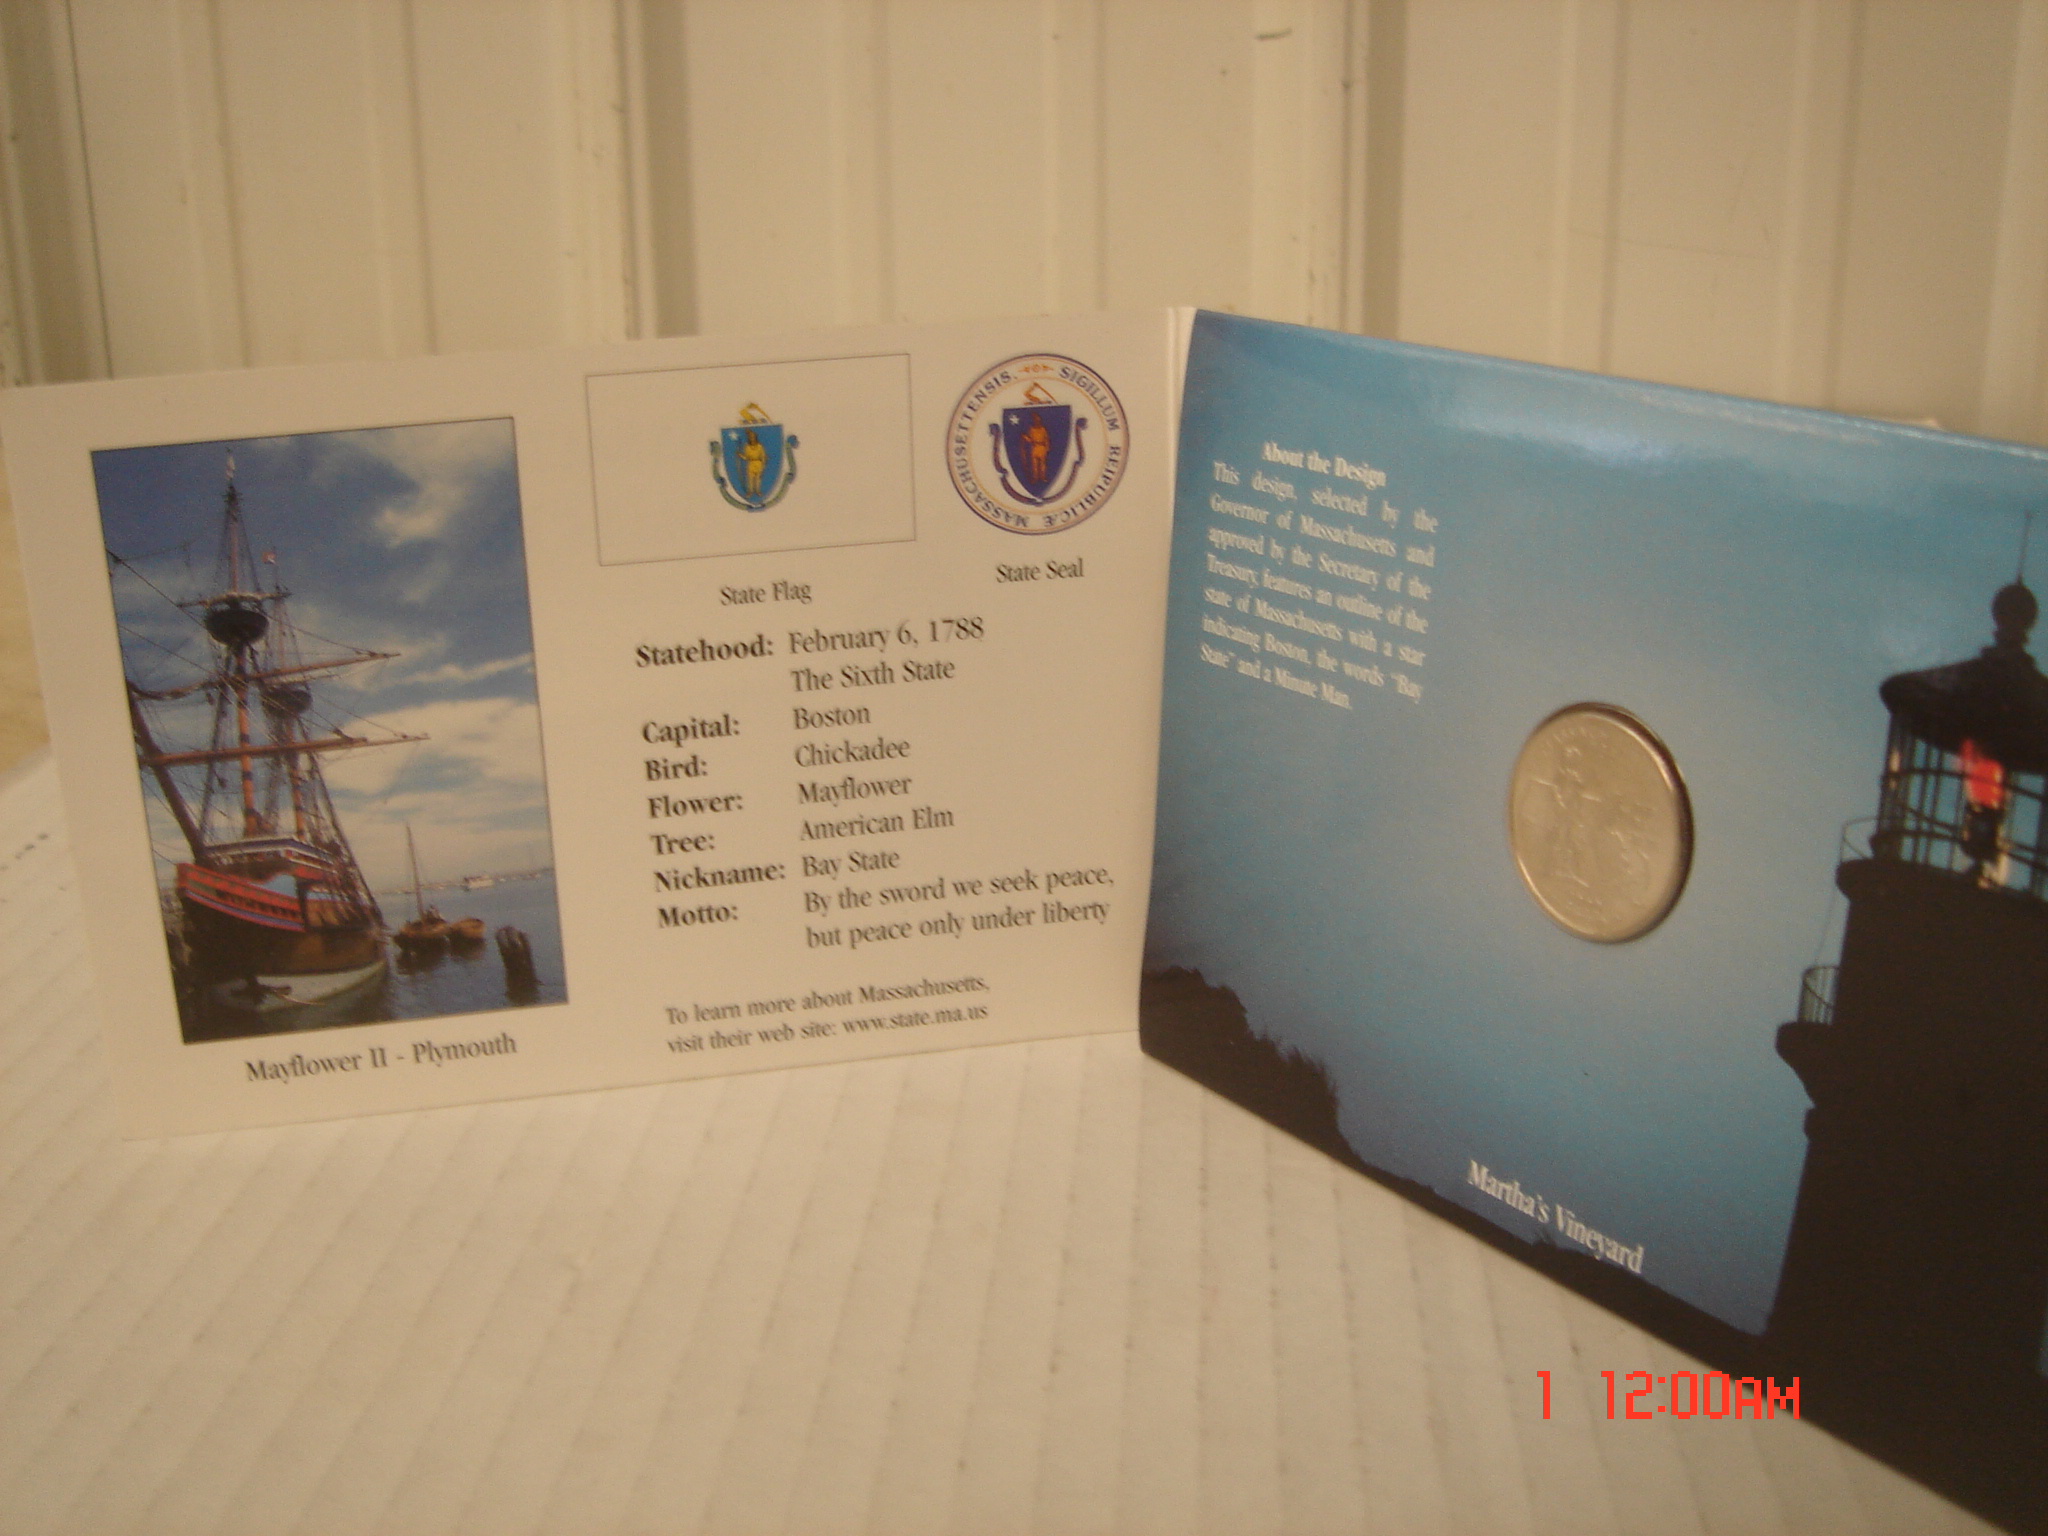 MASSACHUSETTENSIS. SIGILLUM REIPUBLICÆ
State Flag
State Seal
Statehood: February 6, 1788
The Sixth State
Capital: Boston
Bird: Chickadee
Flower: Mayflower
Tree: American Elm
Nickname: Bay State
Motto: By the sword we seek peace,
but peace only under liberty
To learn more about Massachusetts,
visit their web site: www.state.ma.us
Mayflower II - Plymouth
About the Design
This design, selected by the
Governor of Massachusetts and
approved by the Secretary of the
Treasury, features an outline of the
state of Massachusetts with a star
indicating Boston, the words "Bay
State" and a Minute Man.
Martha's Vineyard
1 12:00AM